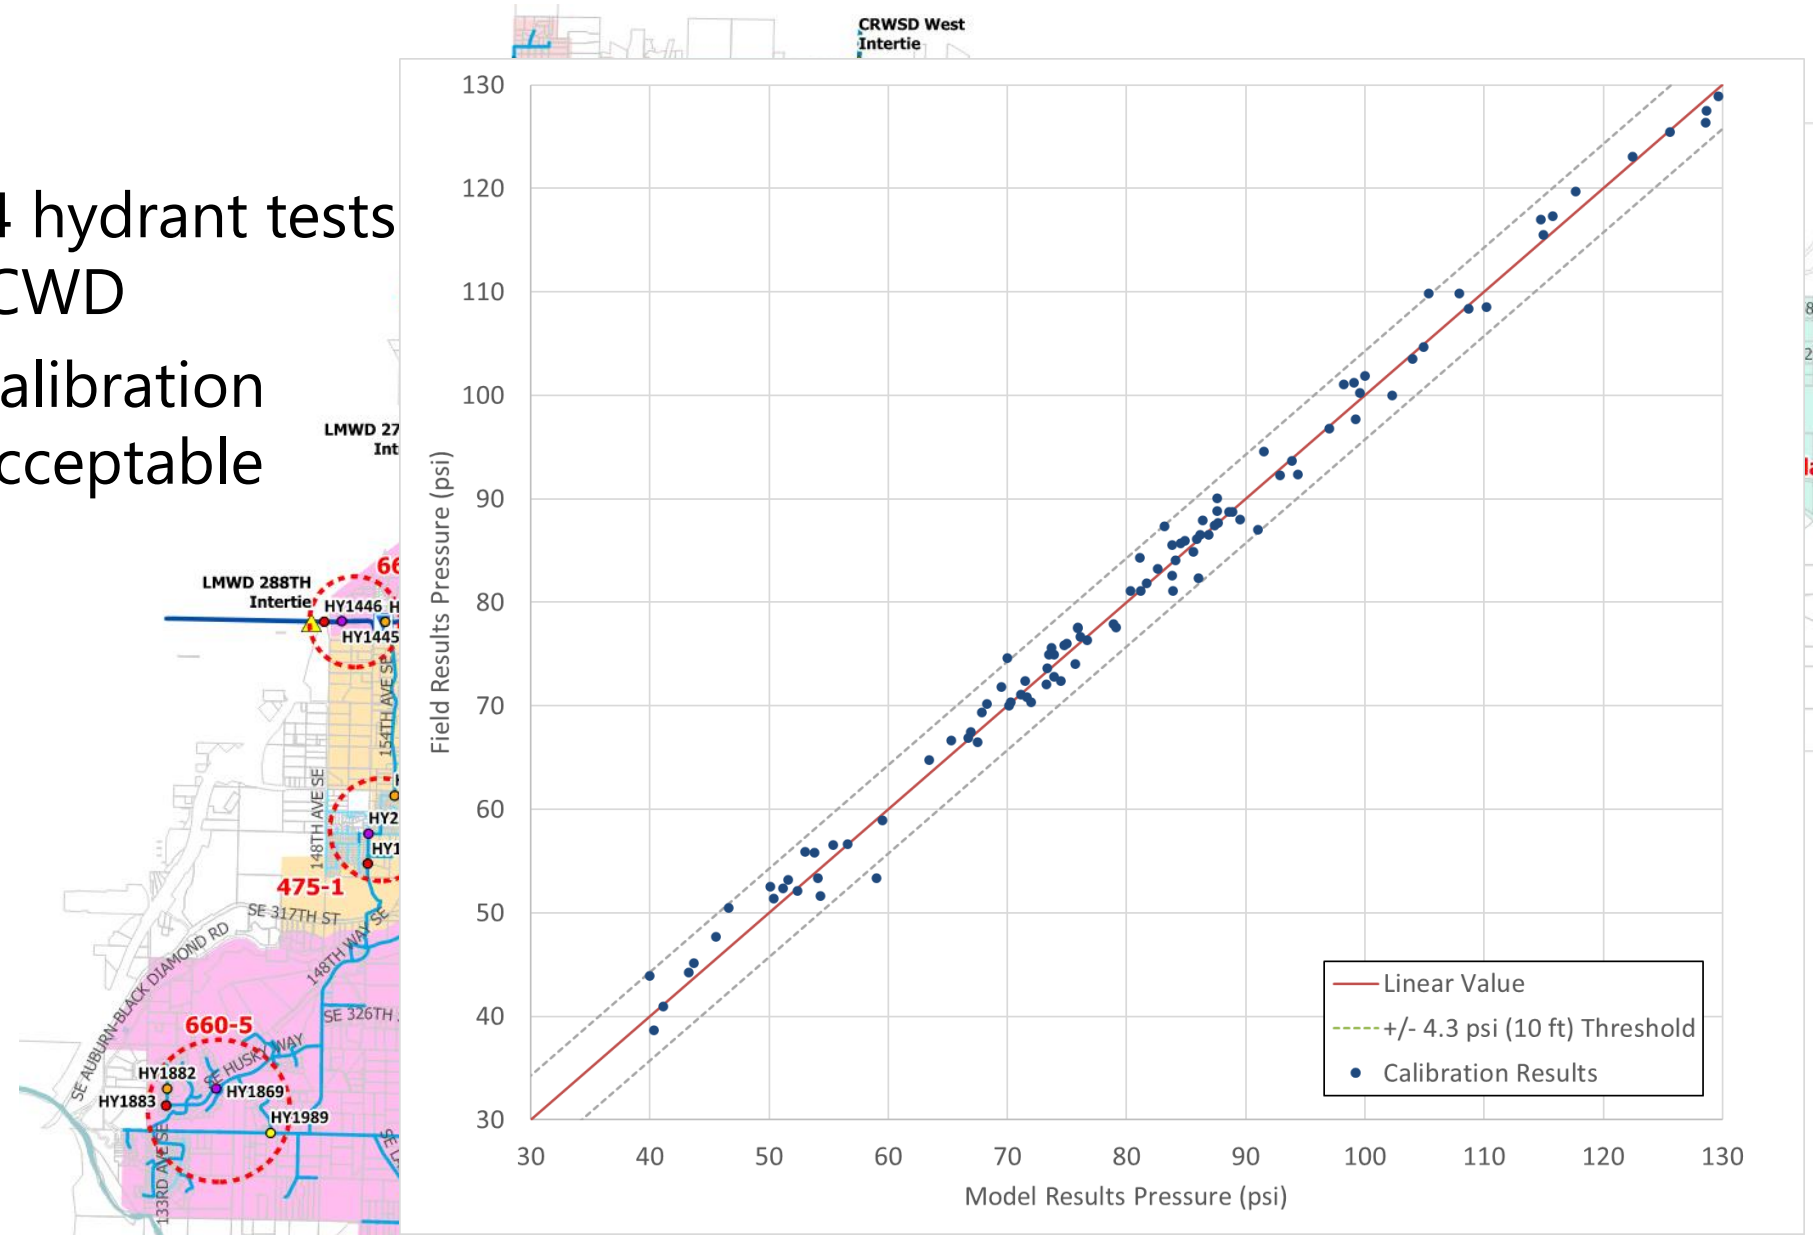 CRWSD West
Intertie
4 hydrant tests
CWD
alibration
cceptable
LMWD 27
Int
LMWD 288TH
Intertie
66
HY1446
H
HY1445
154TH AVE SE
148TH AVE SE
HY2
HY1
475-1
SE 317TH ST
148TH WAY SE
SE AUBURN-BLACK DIAMOND RD
SE 326TH
660-5
SE HUSKY WAY
HY1882
HY1869
HY1883
HY1989
133RD AVE SE
130
120
110
100
90
80
70
60
50
40
30
Field Results Pressure (psi)
30 40 50 60 70 80 90 100 110 120 130
Model Results Pressure (psi)
Linear Value
+/- 4.3 psi (10 ft) Threshold
Calibration Results